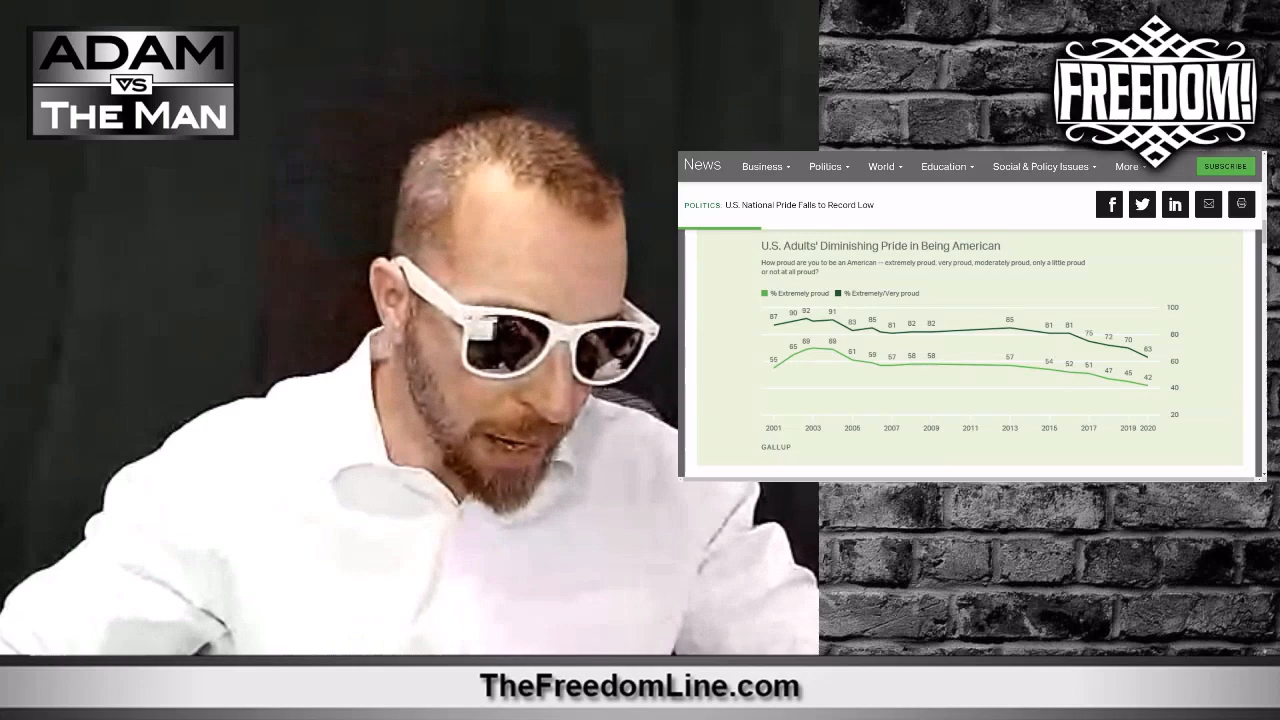 ADAM
VS
THE MAN
FREEDOM!
News Business Politics World Education Social & Policy Issues More SUBSCRIBE
POLITICS U.S. National Pride Falls to Record Low
U.S. Adults' Diminishing Pride in Being American
How proud are you to be an American -- extremely proud, very proud, moderately proud, only a little proud
or not at all proud?
% Extremely proud % Extremely/Very proud
100
87 90 92 91 83 85 81 82 82 85 81 81 75 72 70 63
80
55 65 69 69 61 59 57 58 58 57 54 52 51 47 45 42
60
40
20
2001 2003 2005 2007 2009 2011 2013 2015 2017 2019 2020
GALLUP
TheFreedomLine.com